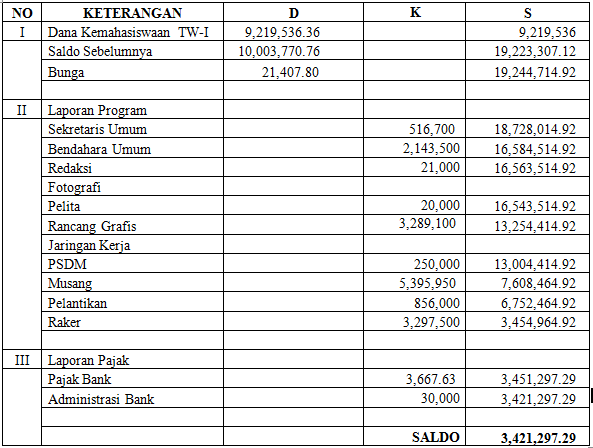 NO KETERANGAN D K S
I Dana Kemahasiswaan TW-I 9,219,536.36 9,219,536
Saldo Sebelumnya 10,003,770.76 19,223,307.12
Bunga 21,407.80 19,244,714.92
II Laporan Program
Sekretaris Umum 516,700 18,728,014.92
Bendahara Umum 2,143,500 16,584,514.92
Redaksi 21,000 16,563,514.92
Fotografi
Pelita 20,000 16,543,514.92
Rancang Grafis 3,289,100 13,254,414.92
Jaringan Kerja
PSDM 250,000 13,004,414.92
Musang 5,395,950 7,608,464.92
Pelantikan 856,000 6,752,464.92
Raker 3,297,500 3,454,964.92
III Laporan Pajak
Pajak Bank 3,667.63 3,451,297.29
Administrasi Bank 30,000 3,421,297.29
SALDO 3,421,297.29